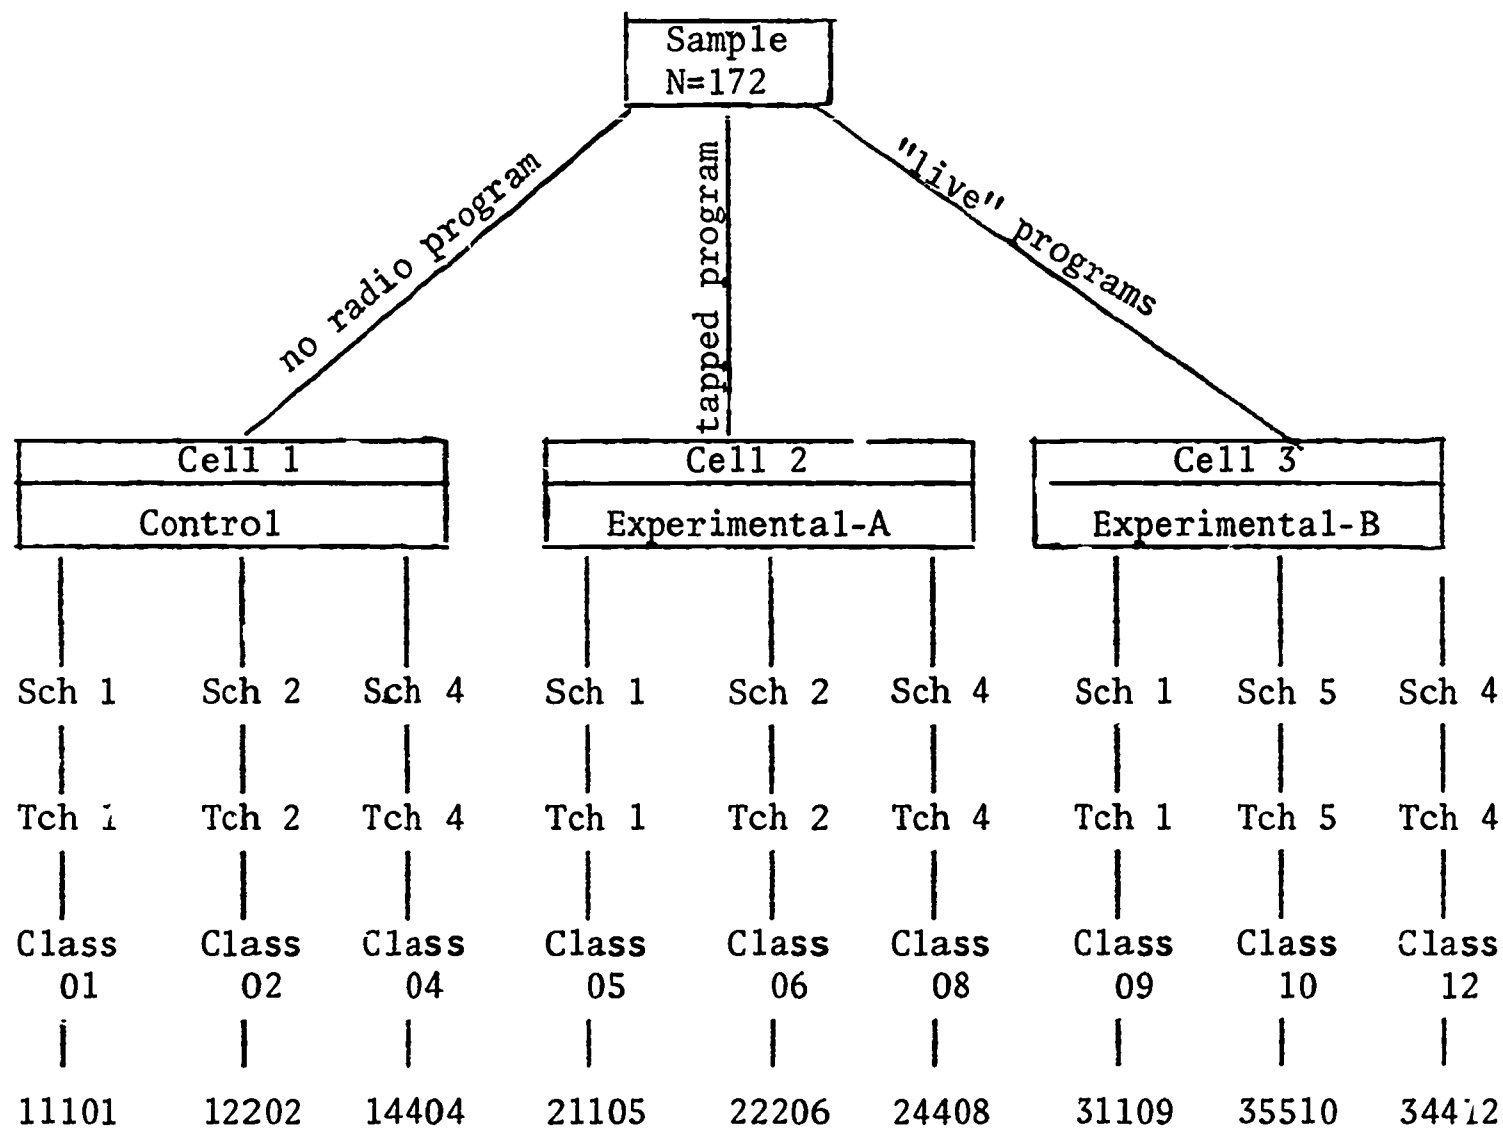 Sample
N=172
no radio program
tapped program
"live" programs
Cell 1
Control
Cell 2
Experimental-A
Cell 3
Experimental-B
Sch 1 Sch 2 Sch 4 Sch 1 Sch 2 Sch 4 Sch 1 Sch 5 Sch 4
Tch 1 Tch 2 Tch 4 Tch 1 Tch 2 Tch 4 Tch 1 Tch 5 Tch 4
Class Class Class Class Class Class Class Class Class
01 02 04 05 06 08 09 10 12
11101 12202 14404 21105 22206 24408 31109 35510 34412